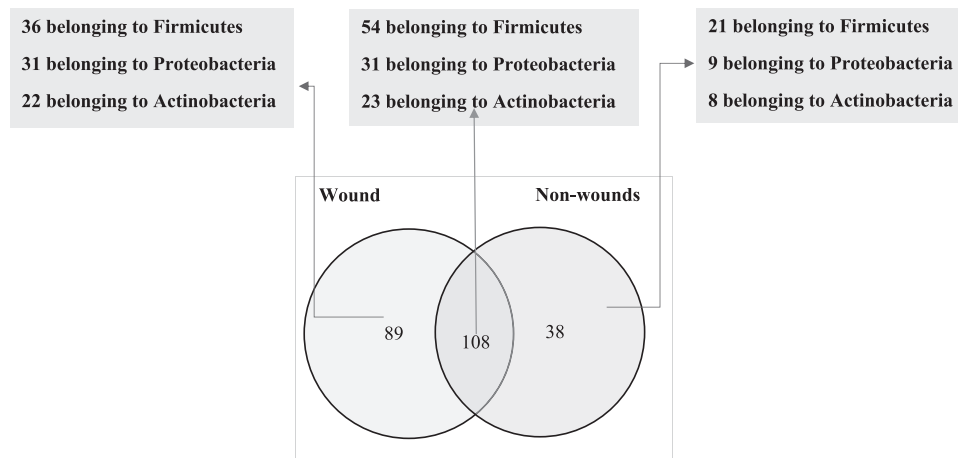 36 belonging to Firmicutes
31 belonging to Proteobacteria
22 belonging to Actinobacteria
54 belonging to Firmicutes
31 belonging to Proteobacteria
23 belonging to Actinobacteria
21 belonging to Firmicutes
9 belonging to Proteobacteria
8 belonging to Actinobacteria
Wound
Non-wounds
89
108
38